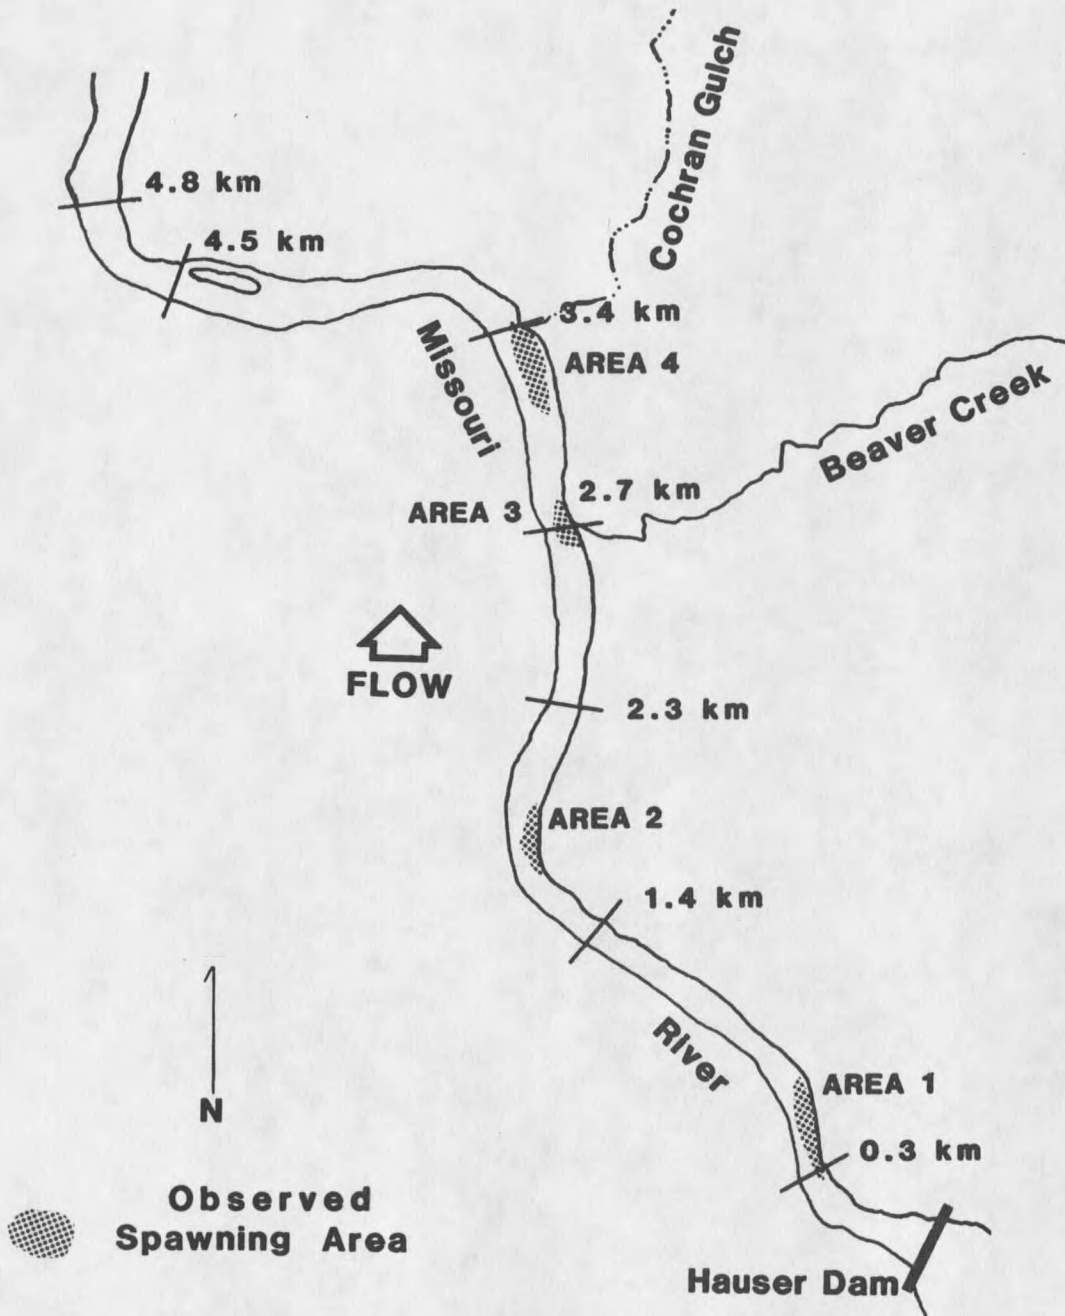 Cochran Gulch
4.8 km
4.5 km
3.4 km
Missouri
AREA 4
Beaver Creek
2.7 km
AREA 3
FLOW
2.3 km
AREA 2
1.4 km
River
AREA 1
N
0.3 km
Observed
Spawning Area
Hauser Dam